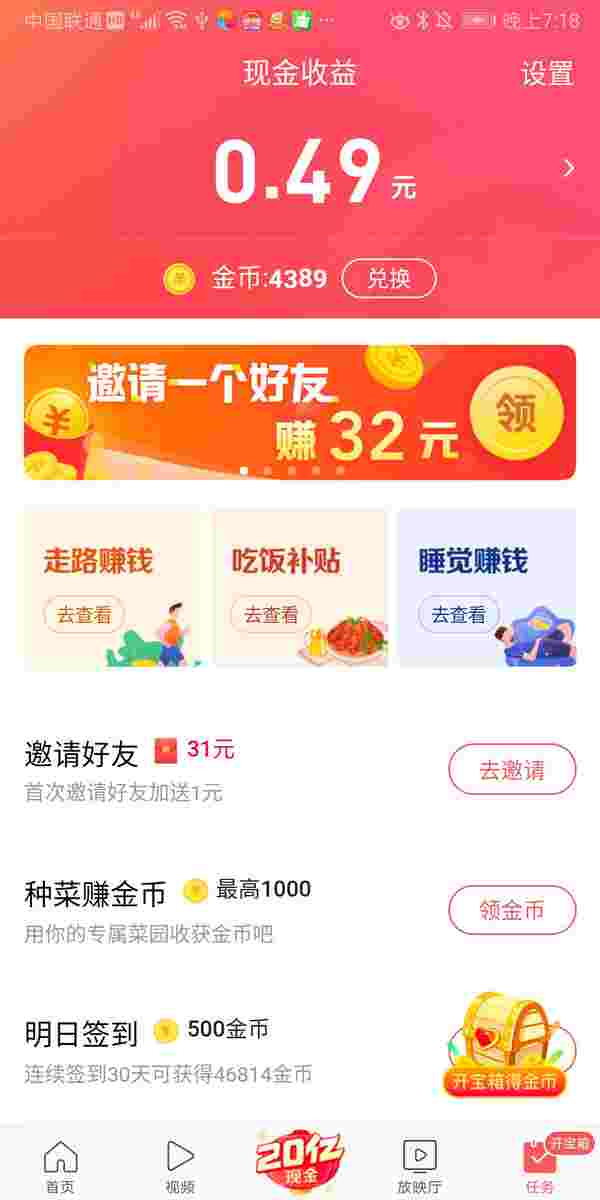 中国联通 HD 4G 晚上7:18
现金收益
设置
0.49元
金币:4389
兑换
邀请一个好友
赚32元
领
走路赚钱
去查看
吃饭补贴
去查看
睡觉赚钱
去查看
邀请好友 31元
首次邀请好友加送1元
去邀请
种菜赚金币 最高1000
用你的专属菜园收获金币吧
领金币
明日签到 500金币
连续签到30天可获得46814金币
开宝箱得金币
首页
视频
20亿
现金
放映厅
开宝箱
任务